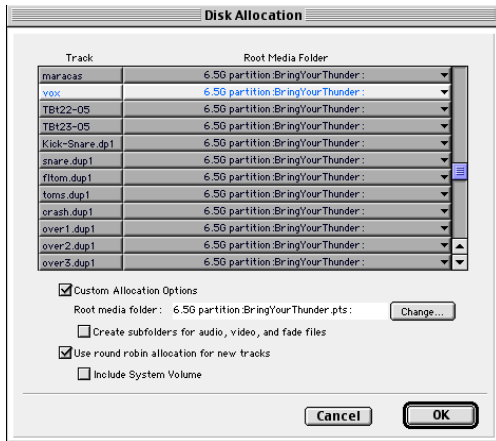 Disk Allocation
Track Root Media Folder
maracas 6.5G partition:BringYourThunder:
vox 6.5G partition:BringYourThunder:
TBt22-05 6.5G partition:BringYourThunder:
TBt23-05 6.5G partition:BringYourThunder:
Kick-Snare.dp1 6.5G partition:BringYourThunder:
snare.dup1 6.5G partition:BringYourThunder:
fltom.dup1 6.5G partition:BringYourThunder:
toms.dup1 6.5G partition:BringYourThunder:
crash.dup1 6.5G partition:BringYourThunder:
over1.dup1 6.5G partition:BringYourThunder:
over2.dup1 6.5G partition:BringYourThunder:
over3.dup1 6.5G partition:BringYourThunder:
Custom Allocation Options
Root media folder: 6.5G partition:BringYourThunder.pts: Change...
Create subfolders for audio, video, and fade files
Use round robin allocation for new tracks
Include System Volume
Cancel OK